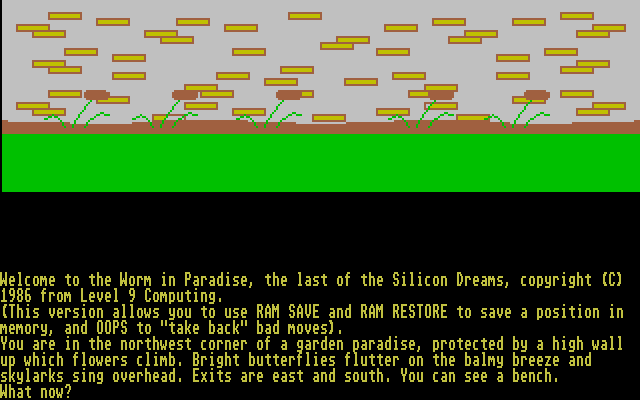 Welcome to the Worm in Paradise, the last of the Silicon Dreams, copyright (C)
1986 from Level 9 Computing.
(This version allows you to use RAM SAVE and RAM RESTORE to save a position in
memory, and OOPS to "take back" bad moves).
You are in the northwest corner of a garden paradise, protected by a high wall
up which flowers climb. Bright butterflies flutter on the balmy breeze and
skylarks sing overhead. Exits are east and south. You can see a bench.
What now?